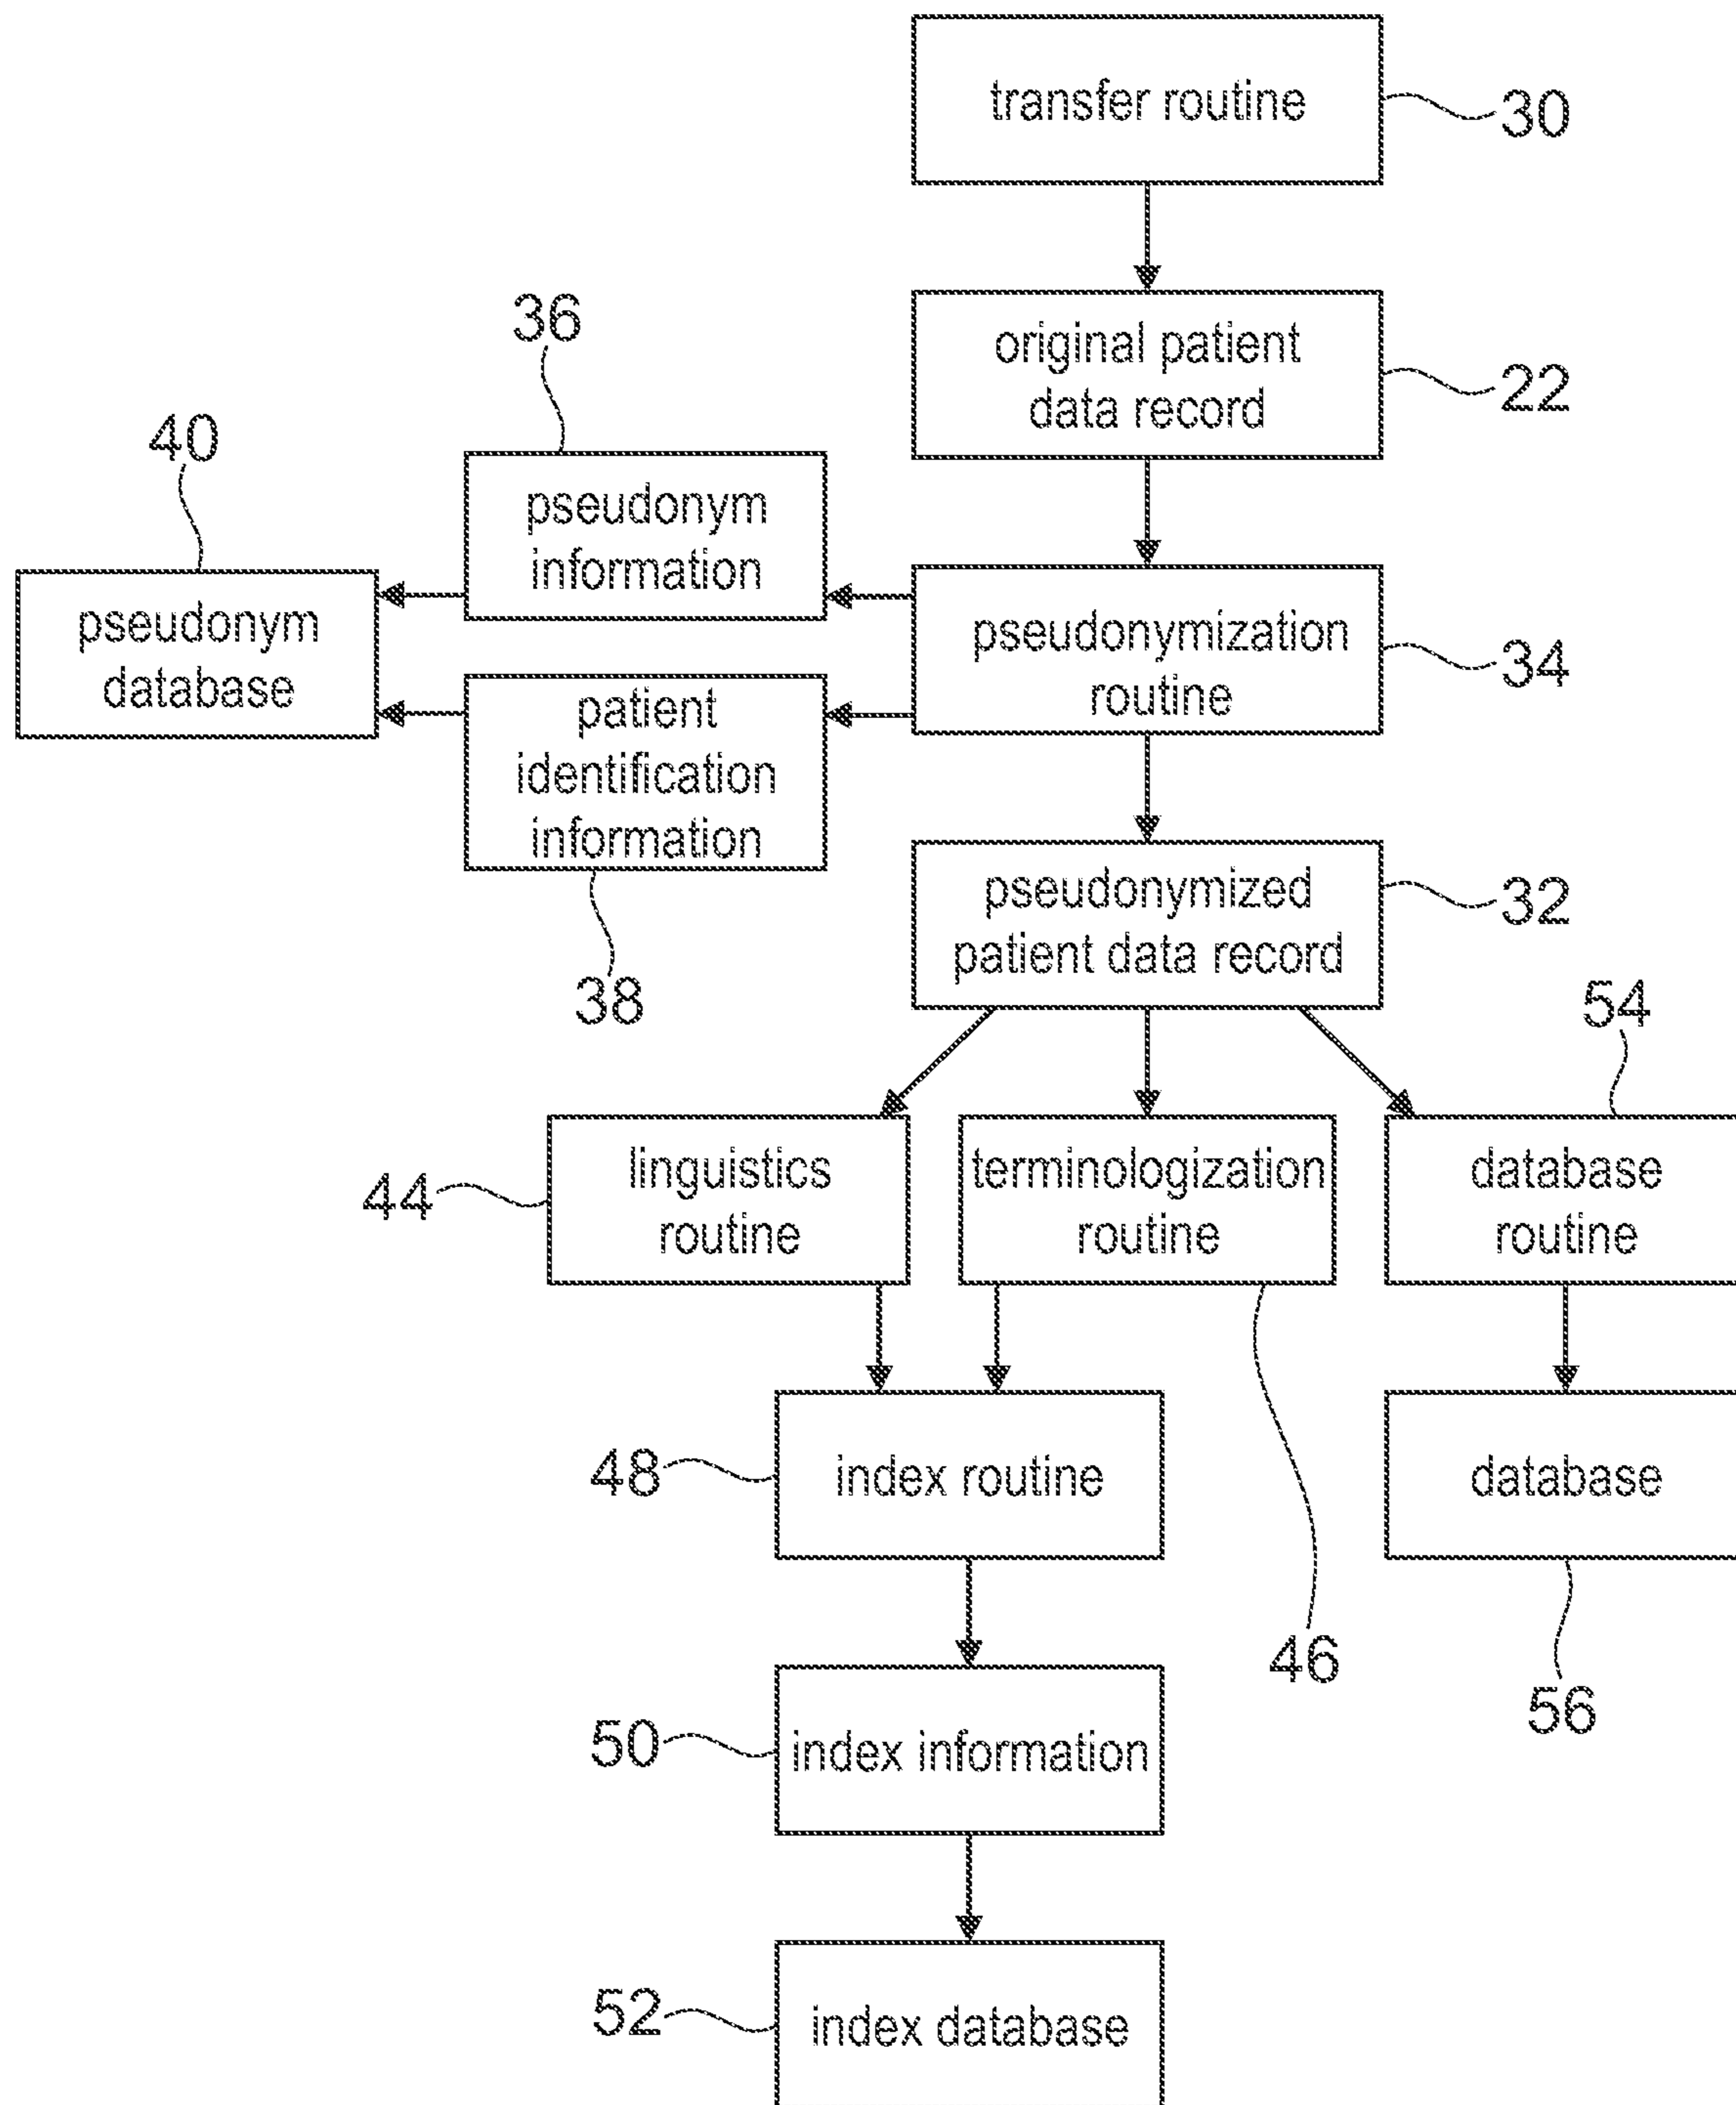 transfer routine
30
original patient
data record
22
36
pseudonym
information
40
pseudonym
database
pseudonymization
routine
34
patient
identification
information
38
pseudonymized
patient data record
32
54
linguistics
routine
44
terminologization
routine
database
routine
48
index routine
database
46
56
50
index information
52
index database